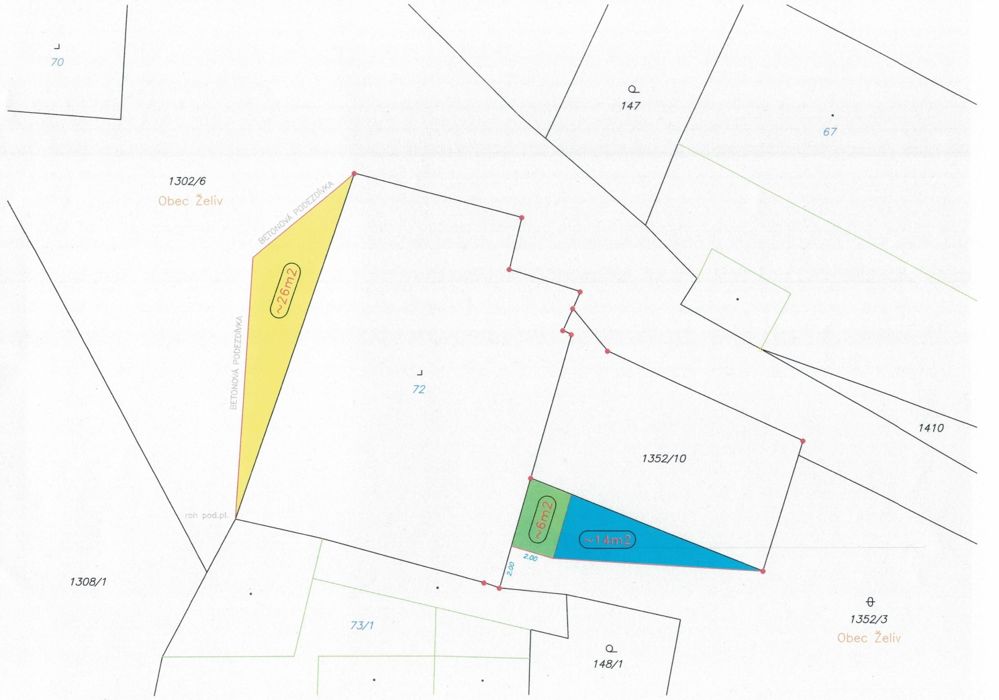 70
147
67
1302/6
Obec Želiv
BETONOVÁ PODEZDÍVKA
~26m2
BETONOVÁ PODEZDÍVKA
72
1410
1352/10
~6m2
~14m2
roh pod.pl.
2.00
2.00
1308/1
1352/3
Obec Želiv
73/1
148/1